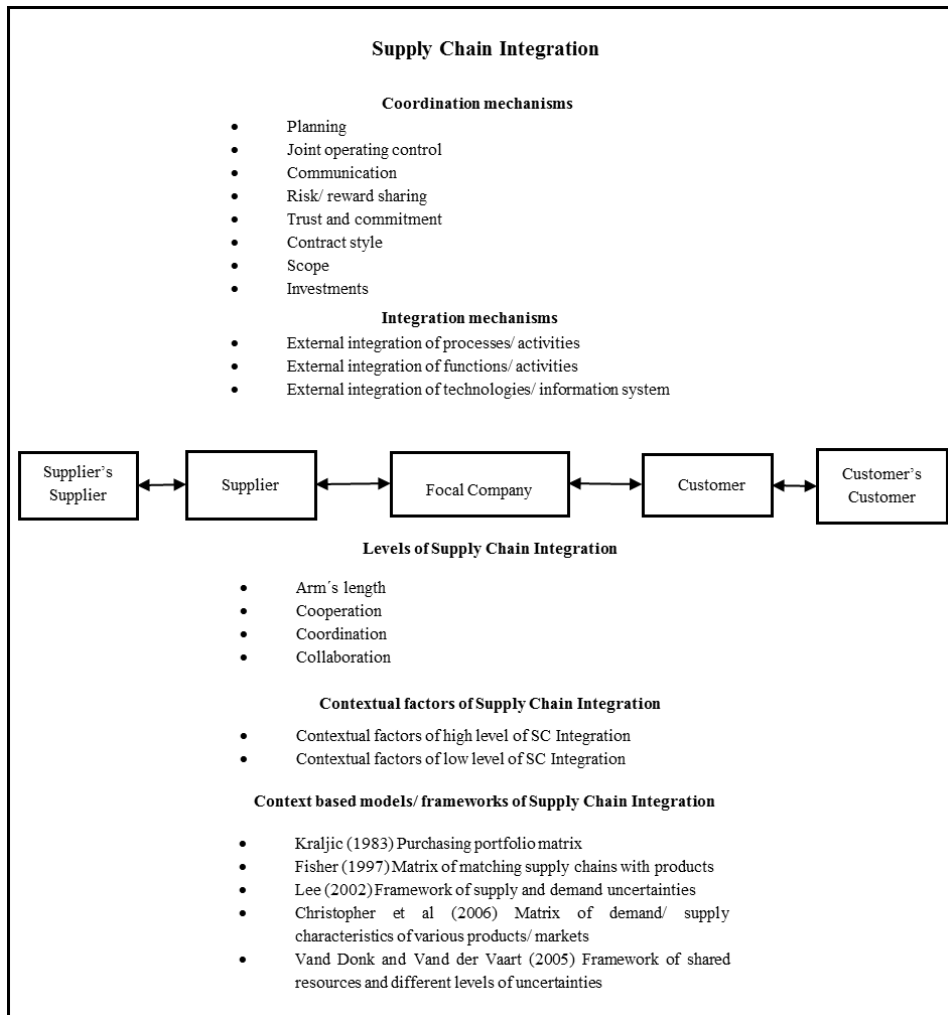 Supply Chain Integration
Coordination mechanisms
• Planning
• Joint operating control
• Communication
• Risk/ reward sharing
• Trust and commitment
• Contract style
• Scope
• Investments
Integration mechanisms
• External integration of processes/ activities
• External integration of functions/ activities
• External integration of technologies/ information system
Supplier's
Supplier
Supplier
Focal Company
Customer
Customer's
Customer
Levels of Supply Chain Integration
• Arm´s length
• Cooperation
• Coordination
• Collaboration
Contextual factors of Supply Chain Integration
• Contextual factors of high level of SC Integration
• Contextual factors of low level of SC Integration
Context based models/ frameworks of Supply Chain Integration
• Kraljic (1983) Purchasing portfolio matrix
• Fisher (1997) Matrix of matching supply chains with products
• Lee (2002) Framework of supply and demand uncertainties
• Christopher et al (2006) Matrix of demand/ supply
characteristics of various products/ markets
• Vand Donk and Vand der Vaart (2005) Framework of shared
resources and different levels of uncertainties